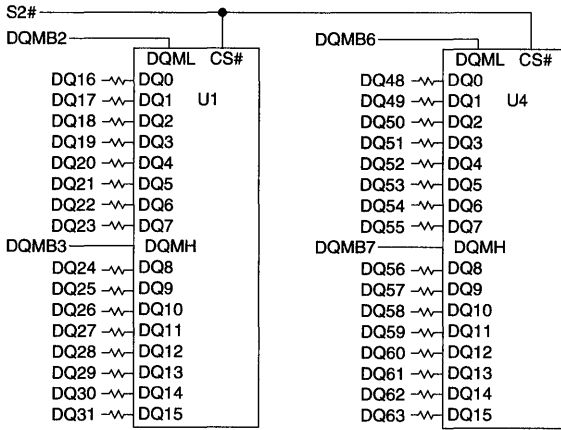 S2#
DQMB2 DQMB6
DQML CS# DQML CS#
DQ16 DQ0 DQ48 DQ0
DQ17 DQ1 U1 DQ49 DQ1 U4
DQ18 DQ2 DQ50 DQ2
DQ19 DQ3 DQ51 DQ3
DQ20 DQ4 DQ52 DQ4
DQ21 DQ5 DQ53 DQ5
DQ22 DQ6 DQ54 DQ6
DQ23 DQ7 DQ55 DQ7
DQMB3 DQMH DQMB7 DQMH
DQ24 DQ8 DQ56 DQ8
DQ25 DQ9 DQ57 DQ9
DQ26 DQ10 DQ58 DQ10
DQ27 DQ11 DQ59 DQ11
DQ28 DQ12 DQ60 DQ12
DQ29 DQ13 DQ61 DQ13
DQ30 DQ14 DQ62 DQ14
DQ31 DQ15 DQ63 DQ15